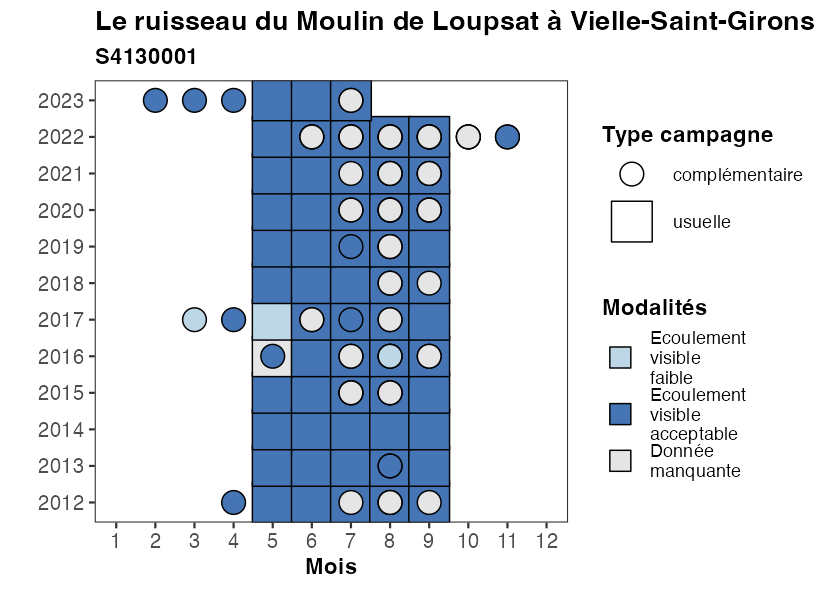 Le ruisseau du Moulin de Loupsat à Vielle-Saint-Girons
S4130001
2023
2022
2021
2020
2019
2018
2017
2016
2015
2014
2013
2012
1 2 3 4 5 6 7 8 9 10 11 12
Mois
Type campagne
complémentaire
usuelle
Modalités
Ecoulement
visible
faible
Ecoulement
visible
acceptable
Donnée
manquante